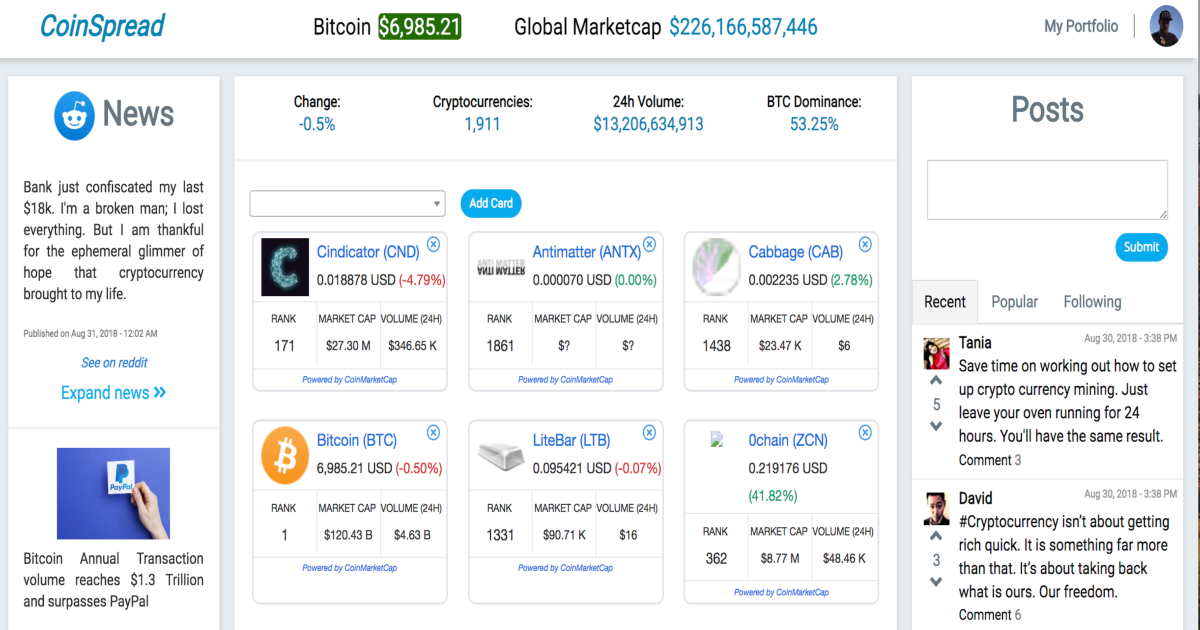 CoinSpread
Bitcoin $6,985.21
Global Marketcap $226,166,587,446
My Portfolio
News
Bank just confiscated my last
$18k. I'm a broken man; I lost
everything. But I am thankful
for the ephemeral glimmer of
hope that cryptocurrency
brought to my life.
Published on Aug 31, 2018 - 12:02 AM
See on reddit
Expand news »
PayPal
Bitcoin Annual Transaction
volume reaches $1.3 Trillion
and surpasses PayPal
Change:
-0.5%
Cryptocurrencies:
1,911
24h Volume:
$13,206,634,913
BTC Dominance:
53.25%
Add Card
Cindicator (CND)
0.018878 USD (-4.79%)
RANK MARKET CAP VOLUME (24H)
171 $27.30 M $346.65 K
Powered by CoinMarketCap
ANTI MATTER
Antimatter (ANTX)
0.000070 USD (0.00%)
RANK MARKET CAP VOLUME (24H)
1861 $? $?
Powered by CoinMarketCap
Cabbage (CAB)
0.002235 USD (2.78%)
RANK MARKET CAP VOLUME (24H)
1438 $23.47 K $6
Powered by CoinMarketCap
Bitcoin (BTC)
6,985.21 USD (-0.50%)
RANK MARKET CAP VOLUME (24H)
1 $120.43 B $4.63 B
Powered by CoinMarketCap
LiteBar (LTB)
0.095421 USD (-0.07%)
RANK MARKET CAP VOLUME (24H)
1331 $90.71 K $16
Powered by CoinMarketCap
0chain (ZCN)
0.219176 USD
(41.82%)
RANK MARKET CAP VOLUME (24H)
362 $8.77 M $48.46 K
Powered by CoinMarketCap
Posts
Submit
Recent Popular Following
Tania Aug 30, 2018 - 3:38 PM
Save time on working out how to set
up crypto currency mining. Just
5
leave your oven running for 24
hours. You'll have the same result.
Comment 3
David Aug 30, 2018 - 3:38 PM
#Cryptocurrency isn’t about getting
rich quick. It is something far more
3
than that. It’s about taking back
what is ours. Our freedom.
Comment 6